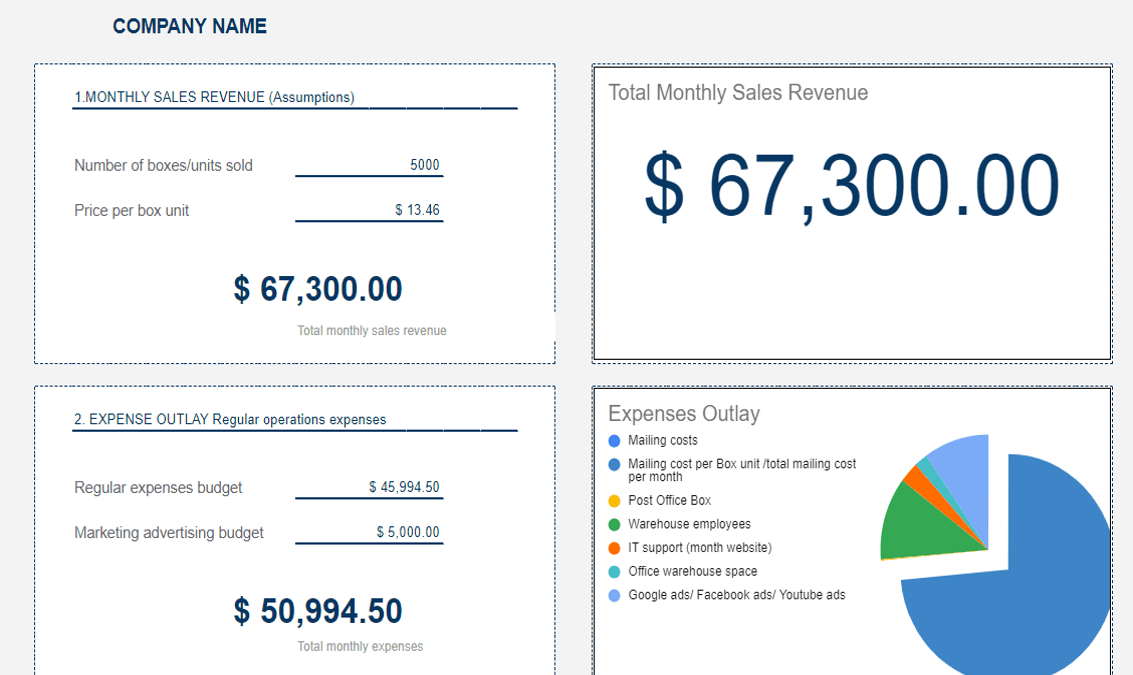 COMPANY NAME
1.MONTHLY SALES REVENUE (Assumptions)
Number of boxes/units sold 5000
Price per box unit $ 13.46
$ 67,300.00
Total monthly sales revenue
Total Monthly Sales Revenue
$ 67,300.00
2. EXPENSE OUTLAY Regular operations expenses
Regular expenses budget $ 45,994.50
Marketing advertising budget $ 5,000.00
$ 50,994.50
Total monthly expenses
Expenses Outlay
Mailing costs
Mailing cost per Box unit /total mailing cost
per month
Post Office Box
Warehouse employees
IT support (month website)
Office warehouse space
Google ads/ Facebook ads/ Youtube ads